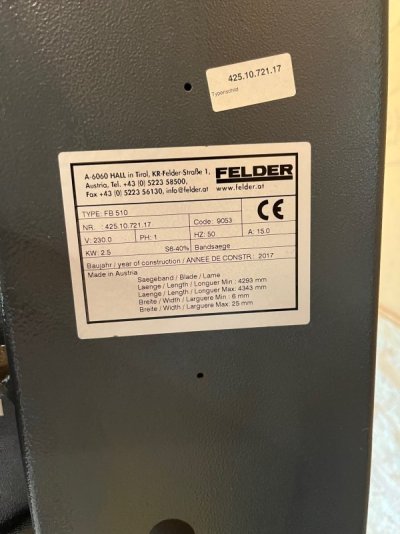 425.10.721.17
Typenschild
A-6060 HALL in Tirol, KR-Felder-Straße 1,
Austria, Tel. +43 (0) 5223 58500,
Fax +43 (0) 5223 56130, info@felder.at
FELDER
www.felder.at
TYPE: FB 510
NR. : 425.10.721.17 Code: 9053
V: 230.0 PH: 1 HZ: 50 A: 15.0
KW: 2.5 S6-40% Bandsaege
CE
Baujahr / year of construction / ANNEE DE CONSTR.: 2017
Made in Austria
Saegeband / Blade / Lame
Laenge / Length / Longuer Min : 4293 mm
Laenge / Length / Longuer Max: 4343 mm
Breite / Width / Larguere Min : 6 mm
Breite / Width / Larguere Max: 25 mm